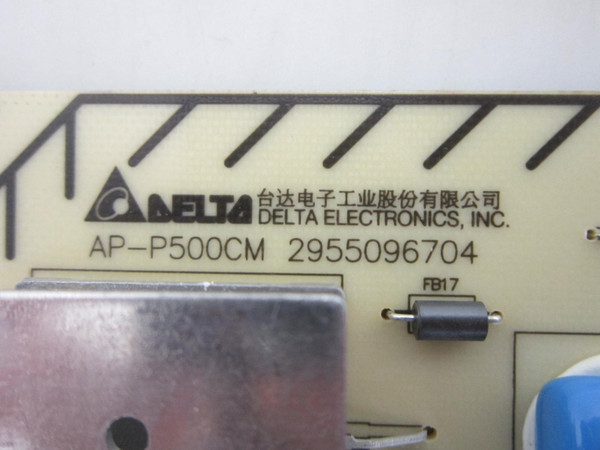 DELTA 台达电子工业股份有限公司
DELTA ELECTRONICS, INC.
AP-P500CM 2955096704
FB17